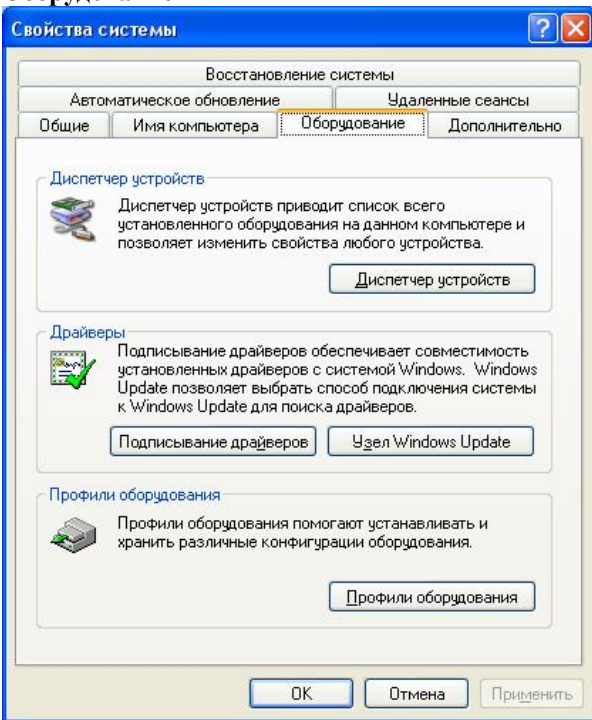 Свойства системы
Восстановление системы
Автоматическое обновление
Удаленные сеансы
Общие
Имя компьютера
Оборудование
Дополнительно
Диспетчер устройств
Диспетчер устройств приводит список всего
установленного оборудования на данном компьютере и
позволяет изменить свойства любого устройства.
Диспетчер устройств
Драйверы
Подписывание драйверов обеспечивает совместимость
установленных драйверов с системой Windows. Windows
Update позволяет выбрать способ подключения системы
к Windows Update для поиска драйверов.
Подписывание драйверов
Узел Windows Update
Профили оборудования
Профили оборудования помогают устанавливать и
хранить различные конфигурации оборудования.
Профили оборудования
ОК
Отмена
Применить